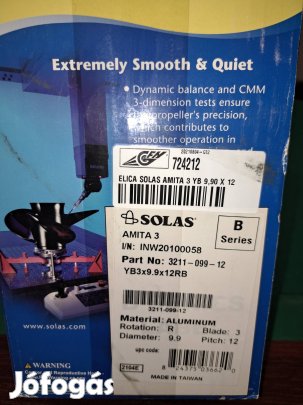 Extremely Smooth & Quiet
● Dynamic balance and CMM
3-dimension tests ensure
propeller's precision,
which contributes to
smoother operation in
724212
ELICA SOLAS AMITA 3 YB 9,90 X 12
SOLAS®
B
Series
AMITA 3
I/N: INW20100058
Part No: 3211-099-12
YB3x9.9x12RB
3211-099-12
Material: ALUMINUM
Rotation: R Blade: 3
Diameter: 9.9 Pitch: 12
upc code:
2104E
MADE IN TAIWAN
www.solas.com
WARNING
Jófogás